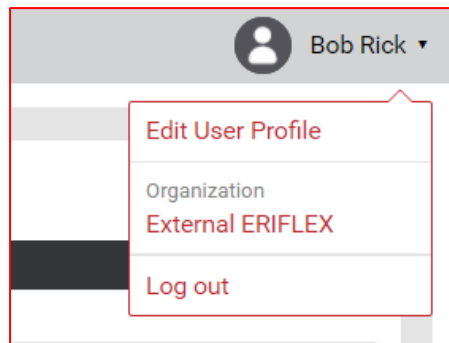 Bob Rick
Edit User Profile
Organization
External ERIFLEX
Log out